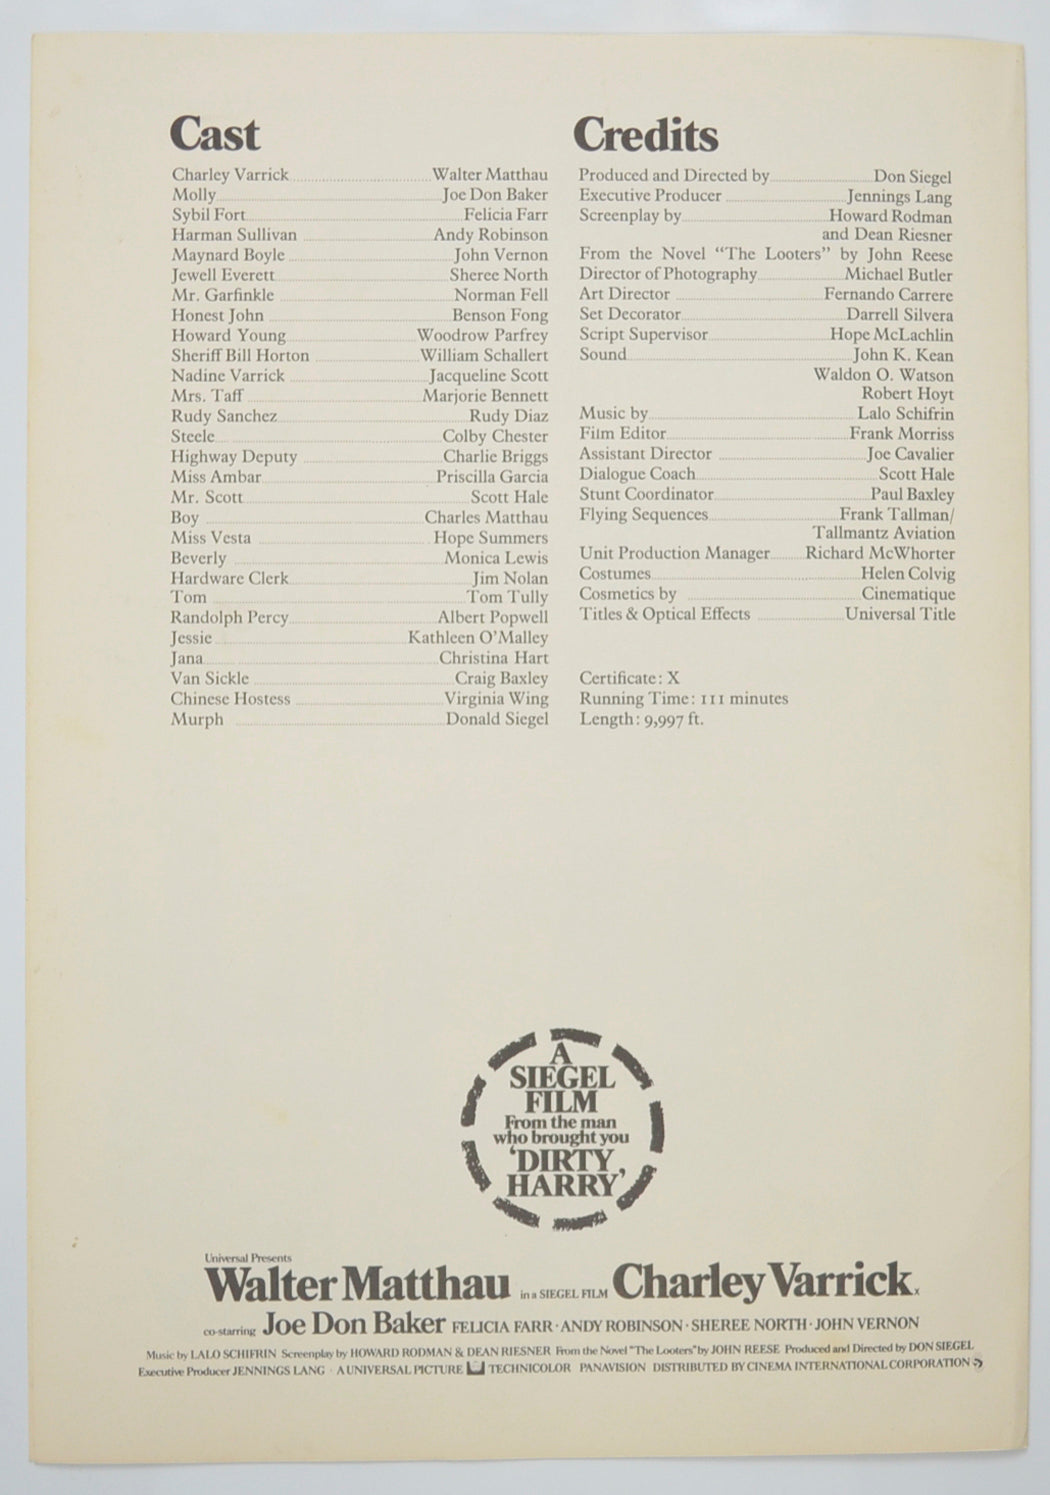 Cast
Charley Varrick Walter Matthau
Molly Joe Don Baker
Sybil Fort Felicia Farr
Harman Sullivan Andy Robinson
Maynard Boyle John Vernon
Jewell Everett Sheree North
Mr. Garfinkle Norman Fell
Honest John Benson Fong
Howard Young Woodrow Parfrey
Sheriff Bill Horton William Schallert
Nadine Varrick Jacqueline Scott
Mrs. Taff Marjorie Bennett
Rudy Sanchez Rudy Diaz
Steele Colby Chester
Highway Deputy Charlie Briggs
Miss Ambar Priscilla Garcia
Mr. Scott Scott Hale
Boy Charles Matthau
Miss Vesta Hope Summers
Beverly Monica Lewis
Hardware Clerk Jim Nolan
Tom Tom Tully
Randolph Percy Albert Popwell
Jessie Kathleen O'Malley
Jana Christina Hart
Van Sickle Craig Baxley
Chinese Hostess Virginia Wing
Murph Donald Siegel
Credits
Produced and Directed by Don Siegel
Executive Producer Jennings Lang
Screenplay by Howard Rodman
and Dean Riesner
From the Novel "The Looters" by John Reese
Director of Photography Michael Butler
Art Director Fernando Carrere
Set Decorator Darrell Silvera
Script Supervisor Hope McLachlin
Sound John K. Kean
Waldon O. Watson
Robert Hoyt
Music by Lalo Schifrin
Film Editor Frank Morriss
Assistant Director Joe Cavalier
Dialogue Coach Scott Hale
Stunt Coordinator Paul Baxley
Flying Sequences Frank Tallman/
Tallmantz Aviation
Unit Production Manager Richard McWhorter
Costumes Helen Colvig
Cosmetics by Cinematique
Titles & Optical Effects Universal Title
Certificate: X
Running Time: 111 minutes
Length: 9,997 ft.
A
SIEGEL
FILM
From the man
who brought you
'DIRTY
HARRY'
Universal Presents
Walter Matthau in a SIEGEL FILM Charley Varrick x
co-starring Joe Don Baker FELICIA FARR · ANDY ROBINSON · SHEREE NORTH · JOHN VERNON
Music by LALO SCHIFRIN Screenplay by HOWARD RODMAN & DEAN RIESNER From the Novel "The Looters" by JOHN REESE Produced and Directed by DON SIEGEL
Executive Producer JENNINGS LANG · A UNIVERSAL PICTURE TECHNICOLOR PANAVISION DISTRIBUTED BY CINEMA INTERNATIONAL CORPORATION